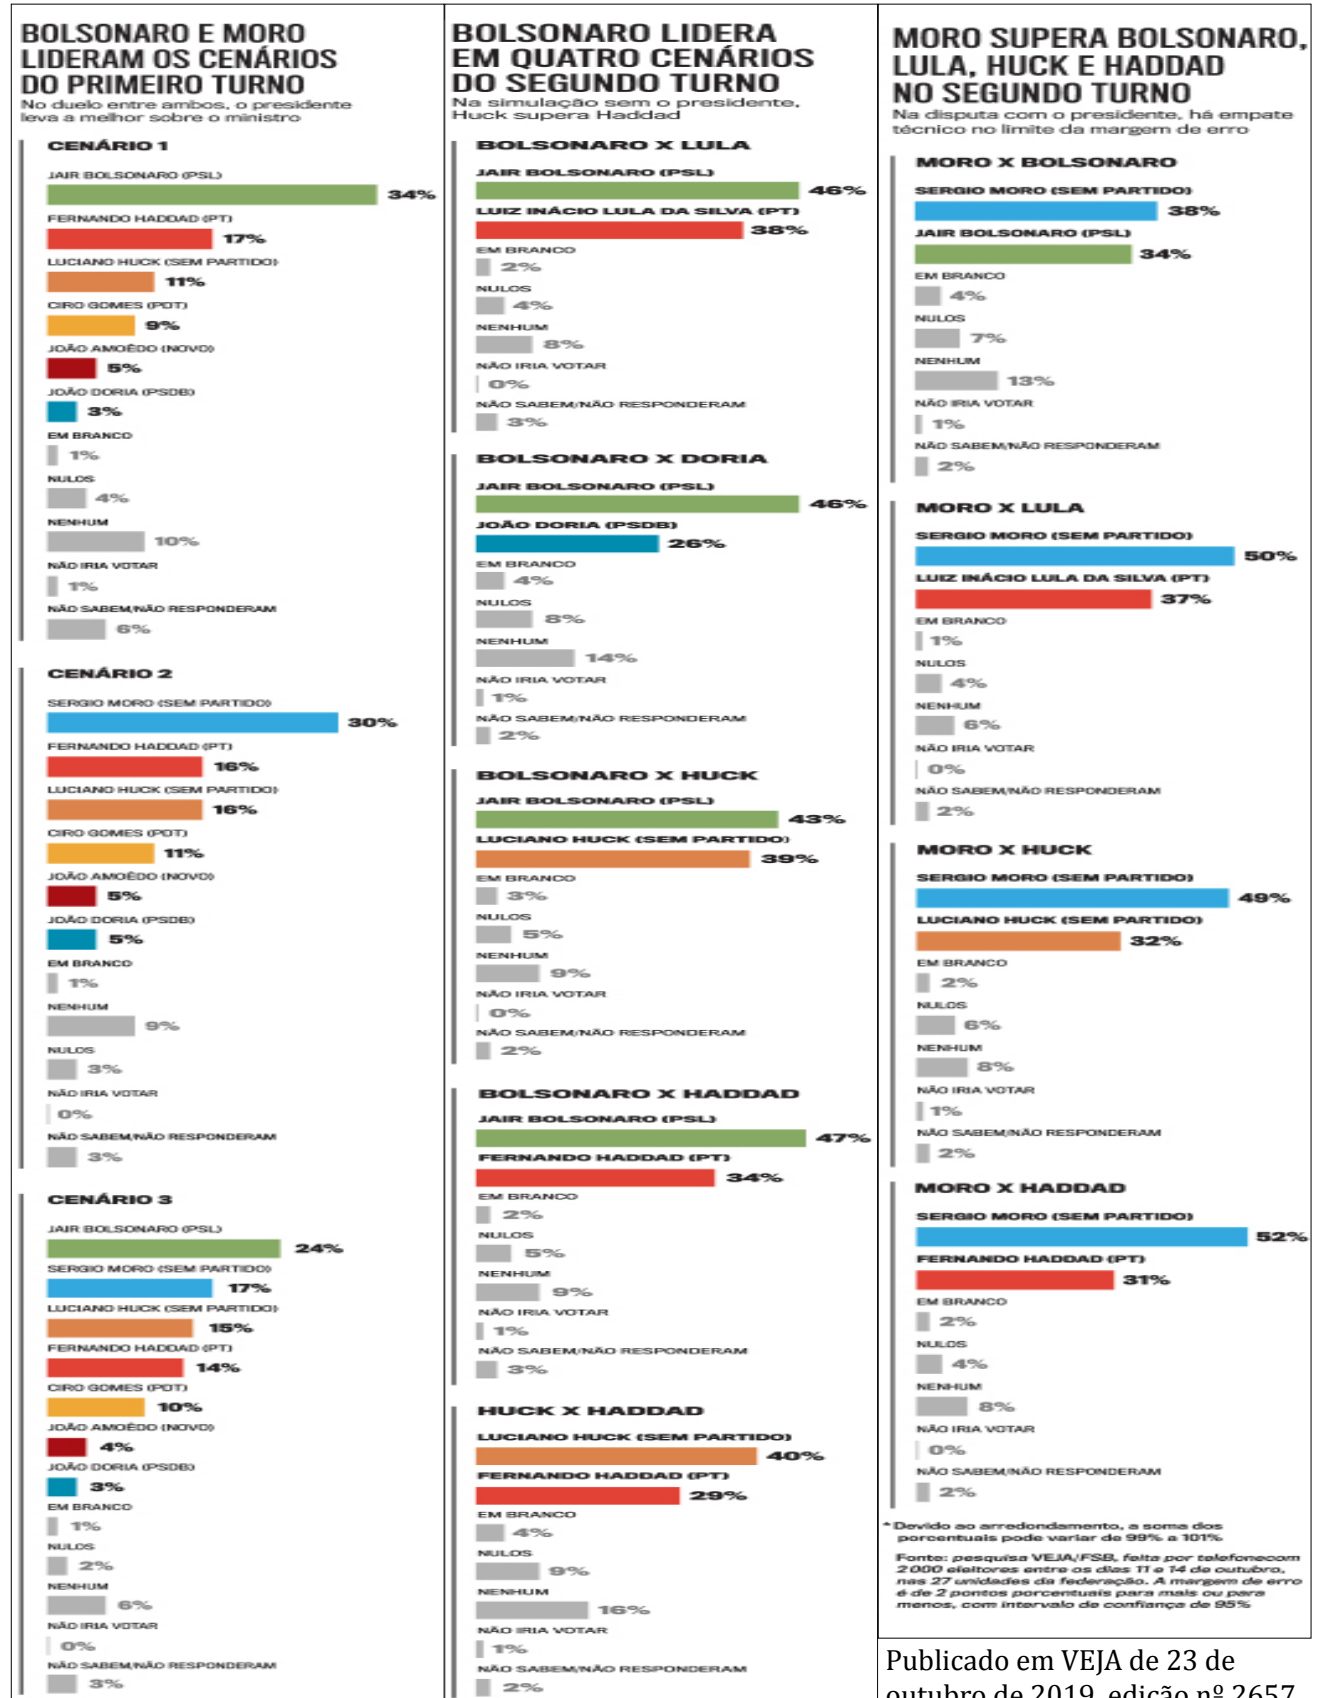 BOLSONARO E MORO
LIDERAM OS CENÁRIOS
DO PRIMEIRO TURNO
No duelo entre ambos, o presidente
leva a melhor sobre o ministro
CENÁRIO 1
JAIR BOLSONARO (PSL)
34%
FERNANDO HADDAD (PT)
17%
LUCIANO HUCK (SEM PARTIDO)
11%
CIRO GOMES (PDT)
9%
JOÃO AMOÊDO (NOVO)
5%
JOÃO DORIA (PSDB)
3%
EM BRANCO
1%
NULOS
4%
NENHUM
10%
NÃO IRIA VOTAR
1%
NÃO SABEM/NÃO RESPONDERAM
6%
CENÁRIO 2
SERGIO MORO (SEM PARTIDO)
30%
FERNANDO HADDAD (PT)
16%
LUCIANO HUCK (SEM PARTIDO)
16%
CIRO GOMES (PDT)
11%
JOÃO AMOÊDO (NOVO)
5%
JOÃO DORIA (PSDB)
5%
EM BRANCO
1%
NENHUM
9%
NULOS
3%
NÃO IRIA VOTAR
0%
NÃO SABEM/NÃO RESPONDERAM
3%
CENÁRIO 3
JAIR BOLSONARO (PSL)
24%
SERGIO MORO (SEM PARTIDO)
17%
LUCIANO HUCK (SEM PARTIDO)
15%
FERNANDO HADDAD (PT)
14%
CIRO GOMES (PDT)
10%
JOÃO AMOÊDO (NOVO)
4%
JOÃO DORIA (PSDB)
3%
EM BRANCO
1%
NULOS
2%
NENHUM
6%
NÃO IRIA VOTAR
0%
NÃO SABEM/NÃO RESPONDERAM
3%
BOLSONARO LIDERA
EM QUATRO CENÁRIOS
DO SEGUNDO TURNO
Na simulação sem o presidente,
Huck supera Haddad
BOLSONARO X LULA
JAIR BOLSONARO (PSL)
46%
LUIZ INÁCIO LULA DA SILVA (PT)
38%
EM BRANCO
2%
NULOS
4%
NENHUM
8%
NÃO IRIA VOTAR
0%
NÃO SABEM/NÃO RESPONDERAM
3%
BOLSONARO X DORIA
JAIR BOLSONARO (PSL)
46%
JOÃO DORIA (PSDB)
26%
EM BRANCO
4%
NULOS
8%
NENHUM
14%
NÃO IRIA VOTAR
1%
NÃO SABEM/NÃO RESPONDERAM
2%
BOLSONARO X HUCK
JAIR BOLSONARO (PSL)
43%
LUCIANO HUCK (SEM PARTIDO)
39%
EM BRANCO
3%
NULOS
5%
NENHUM
9%
NÃO IRIA VOTAR
0%
NÃO SABEM/NÃO RESPONDERAM
2%
BOLSONARO X HADDAD
JAIR BOLSONARO (PSL)
47%
FERNANDO HADDAD (PT)
34%
EM BRANCO
2%
NULOS
5%
NENHUM
9%
NÃO IRIA VOTAR
1%
NÃO SABEM/NÃO RESPONDERAM
3%
HUCK X HADDAD
LUCIANO HUCK (SEM PARTIDO)
40%
FERNANDO HADDAD (PT)
29%
EM BRANCO
4%
NULOS
9%
NENHUM
16%
NÃO IRIA VOTAR
1%
NÃO SABEM/NÃO RESPONDERAM
2%
MORO SUPERA BOLSONARO,
LULA, HUCK E HADDAD
NO SEGUNDO TURNO
Na disputa com o presidente, há empate
técnico no limite da margem de erro
MORO X BOLSONARO
SERGIO MORO (SEM PARTIDO)
38%
JAIR BOLSONARO (PSL)
34%
EM BRANCO
4%
NULOS
7%
NENHUM
13%
NÃO IRIA VOTAR
1%
NÃO SABEM/NÃO RESPONDERAM
2%
MORO X LULA
SERGIO MORO (SEM PARTIDO)
50%
LUIZ INÁCIO LULA DA SILVA (PT)
37%
EM BRANCO
1%
NULOS
4%
NENHUM
6%
NÃO IRIA VOTAR
0%
NÃO SABEM/NÃO RESPONDERAM
2%
MORO X HUCK
SERGIO MORO (SEM PARTIDO)
49%
LUCIANO HUCK (SEM PARTIDO)
32%
EM BRANCO
2%
NULOS
6%
NENHUM
8%
NÃO IRIA VOTAR
1%
NÃO SABEM/NÃO RESPONDERAM
2%
MORO X HADDAD
SERGIO MORO (SEM PARTIDO)
52%
FERNANDO HADDAD (PT)
31%
EM BRANCO
2%
NULOS
4%
NENHUM
8%
NÃO IRIA VOTAR
0%
NÃO SABEM/NÃO RESPONDERAM
2%
* Devido ao arredondamento, a soma dos
porcentuais pode variar de 99% a 101%
Fonte: pesquisa VEJA/FSB, feita por telefonecom
2 000 eleitores entre os dias 11 e 14 de outubro,
nas 27 unidades da federação. A margem de erro
é de 2 pontos porcentuais para mais ou para
menos, com intervalo de confiança de 95%
Publicado em VEJA de 23 de
outubro de 2019, edição nº 2657